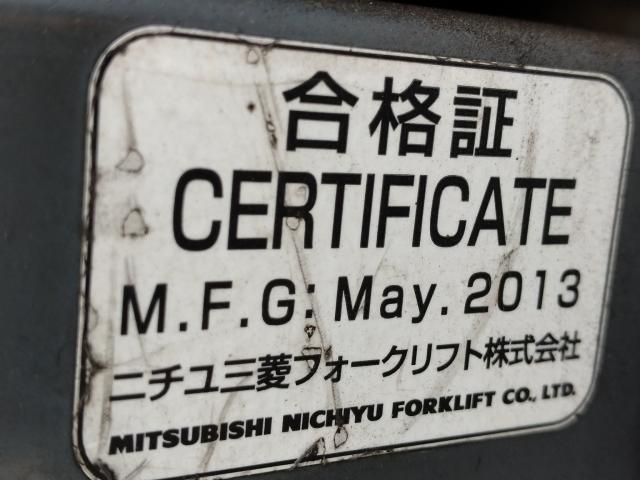 合格証
CERTIFICATE
M.F.G: May. 2013
ニチユ三菱フォークリフト株式会社
MITSUBISHI NICHIYU FORKLIFT CO., LTD.